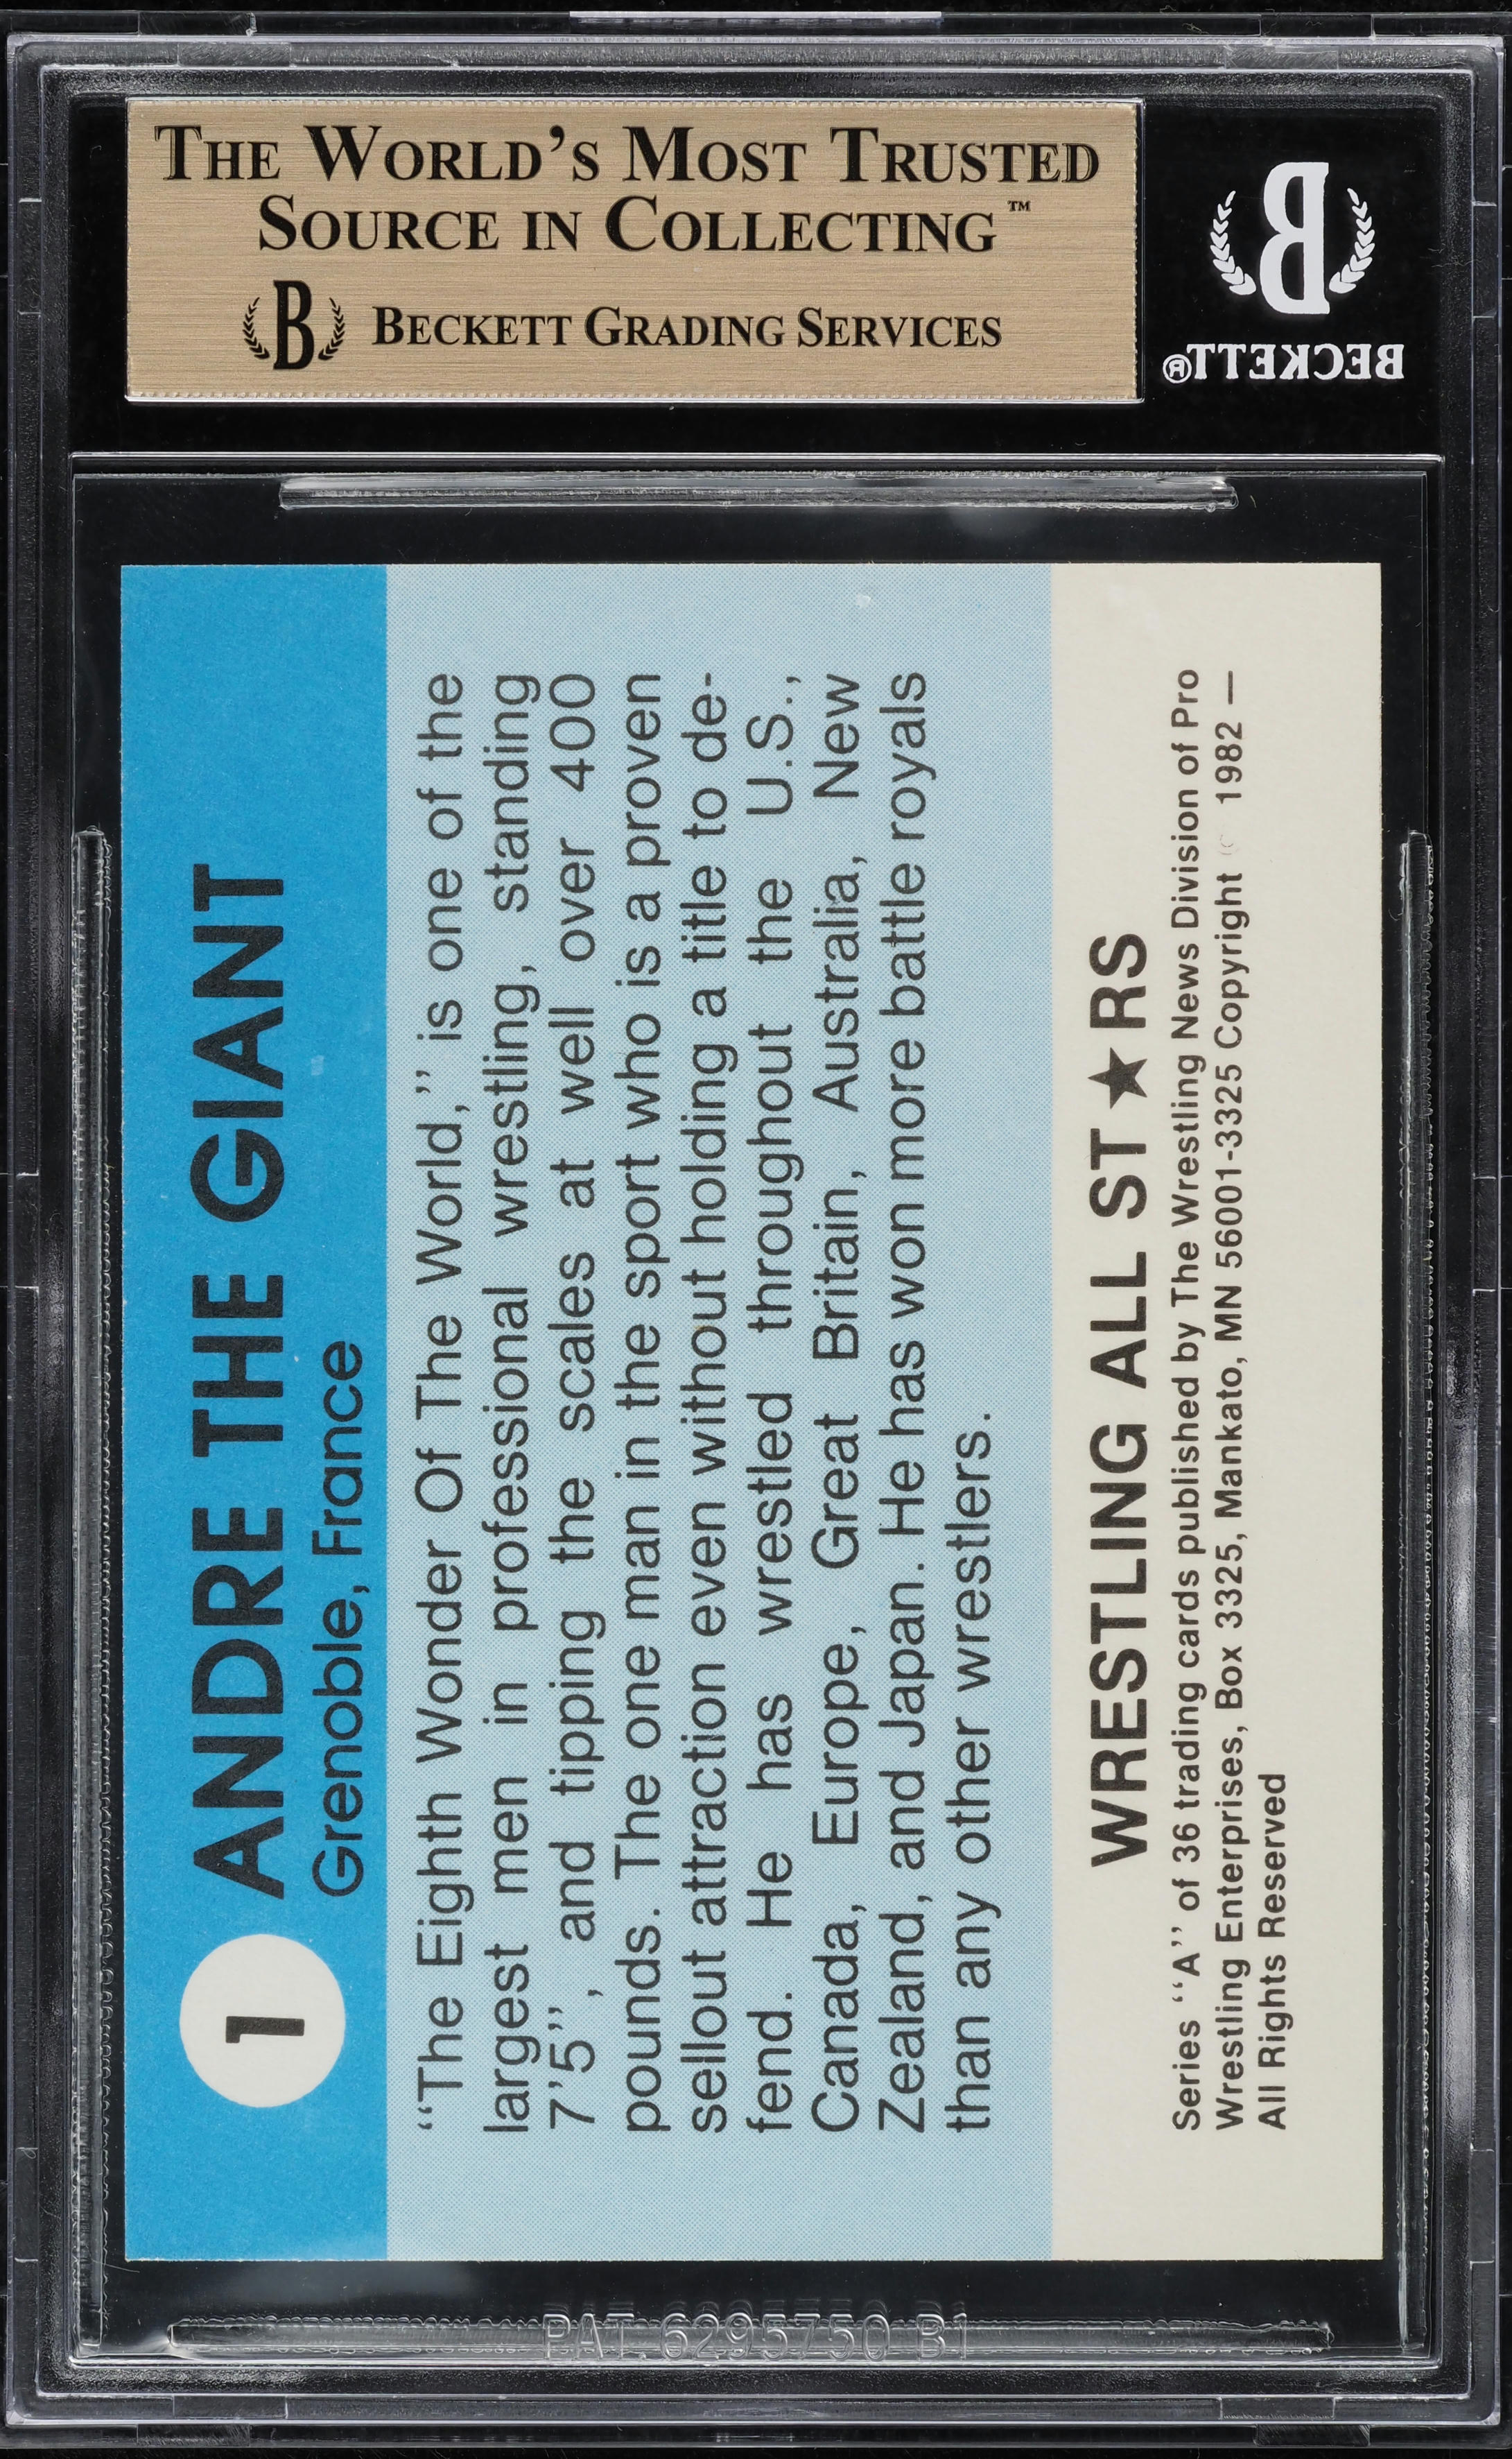 THE WORLD'S MOST TRUSTED
SOURCE IN COLLECTING™
B BECKETT GRADING SERVICES
B
BECKETT®
1 ANDRE THE GIANT
Grenoble, France
“The Eighth Wonder Of The World,” is one of the
largest men in professional wrestling, standing
7’5”, and tipping the scales at well over 400
pounds. The one man in the sport who is a proven
sellout attraction even without holding a title to de-
fend. He has wrestled throughout the U.S.,
Canada, Europe, Great Britain, Australia, New
Zealand, and Japan. He has won more battle royals
than any other wrestlers.
WRESTLING ALL ST★RS
Series ‘‘A’’ of 36 trading cards published by The Wrestling News Division of Pro
Wrestling Enterprises, Box 3325, Mankato, MN 56001-3325 Copyright © 1982 —
All Rights Reserved
PAT. 6295750 B1